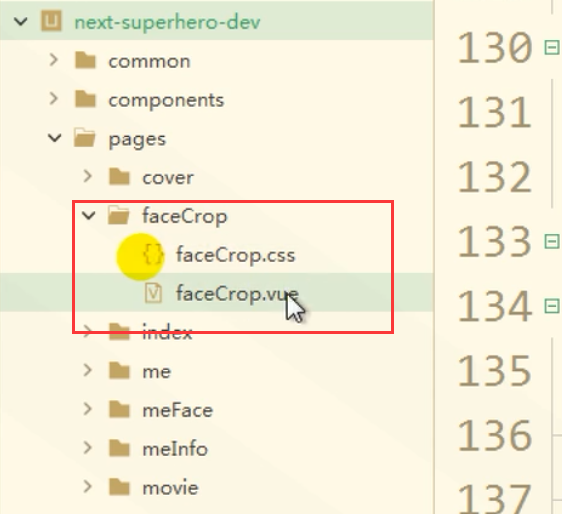 next-superhero-dev
common
components
pages
cover
faceCrop
{} faceCrop.css
faceCrop.vue
index
me
meFace
meInfo
movie
130
131
132
133
134
135
136
137